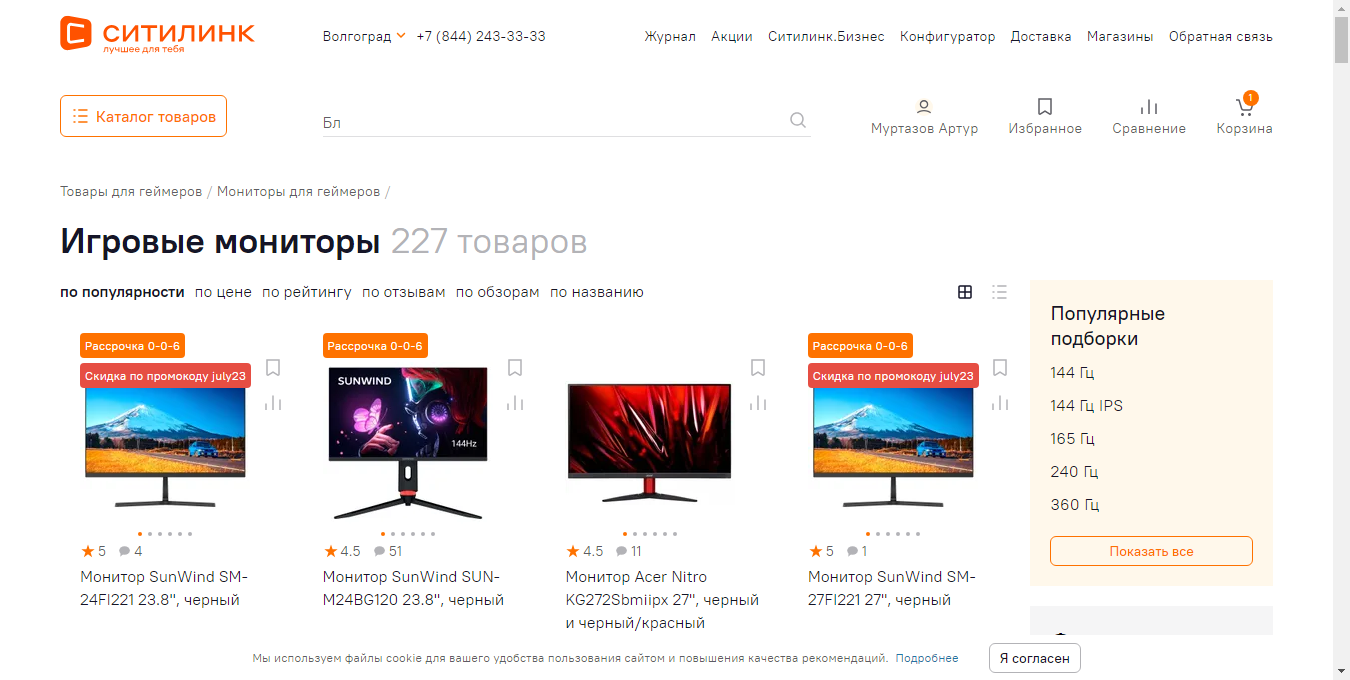 СИТИЛИНК
лучшее для тебя
Волгоград +7 (844) 243-33-33
Журнал Акции Ситилинк.Бизнес Конфигуратор Доставка Магазины Обратная связь
Каталог товаров
Бл
Муртазов Артур
Избранное
Сравнение
1
Корзина
Товары для геймеров / Мониторы для геймеров /
Игровые мониторы 227 товаров
по популярности по цене по рейтингу по отзывам по обзорам по названию
Рассрочка 0-0-6
Скидка по промокоду july23
5 4
Монитор SunWind SM-
24FI221 23.8", черный
Рассрочка 0-0-6
SUNWIND
144Hz
4.5 51
Монитор SunWind SUN-
M24BG120 23.8", черный
4.5 11
Монитор Acer Nitro
KG272Sbmiipx 27", черный
и черный/красный
Рассрочка 0-0-6
Скидка по промокоду july23
5 1
Монитор SunWind SM-
27FI221 27", черный
Популярные
подборки
144 Гц
144 Гц IPS
165 Гц
240 Гц
360 Гц
Показать все
Мы используем файлы cookie для вашего удобства пользования сайтом и повышения качества рекомендаций. Подробнее
Я согласен